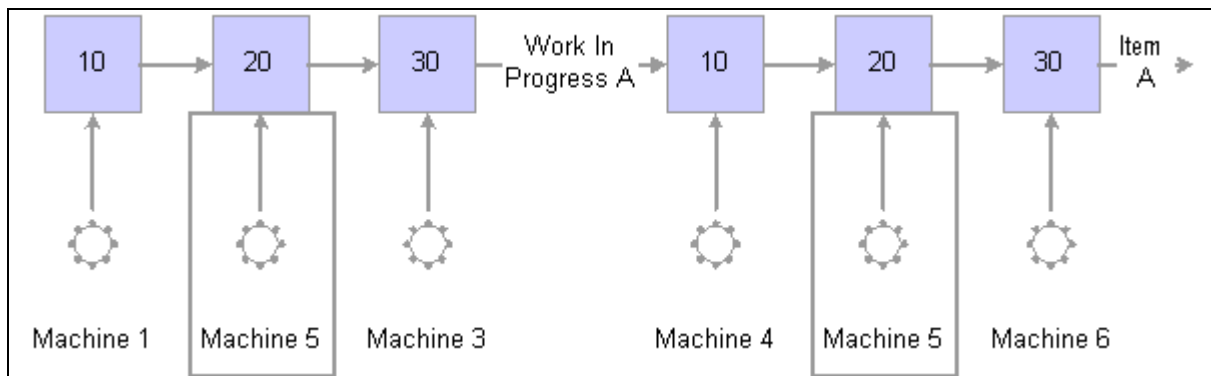 10
20
30
Work In
Progress A
10
20
30
Item
A
Machine 1
Machine 5
Machine 3
Machine 4
Machine 5
Machine 6